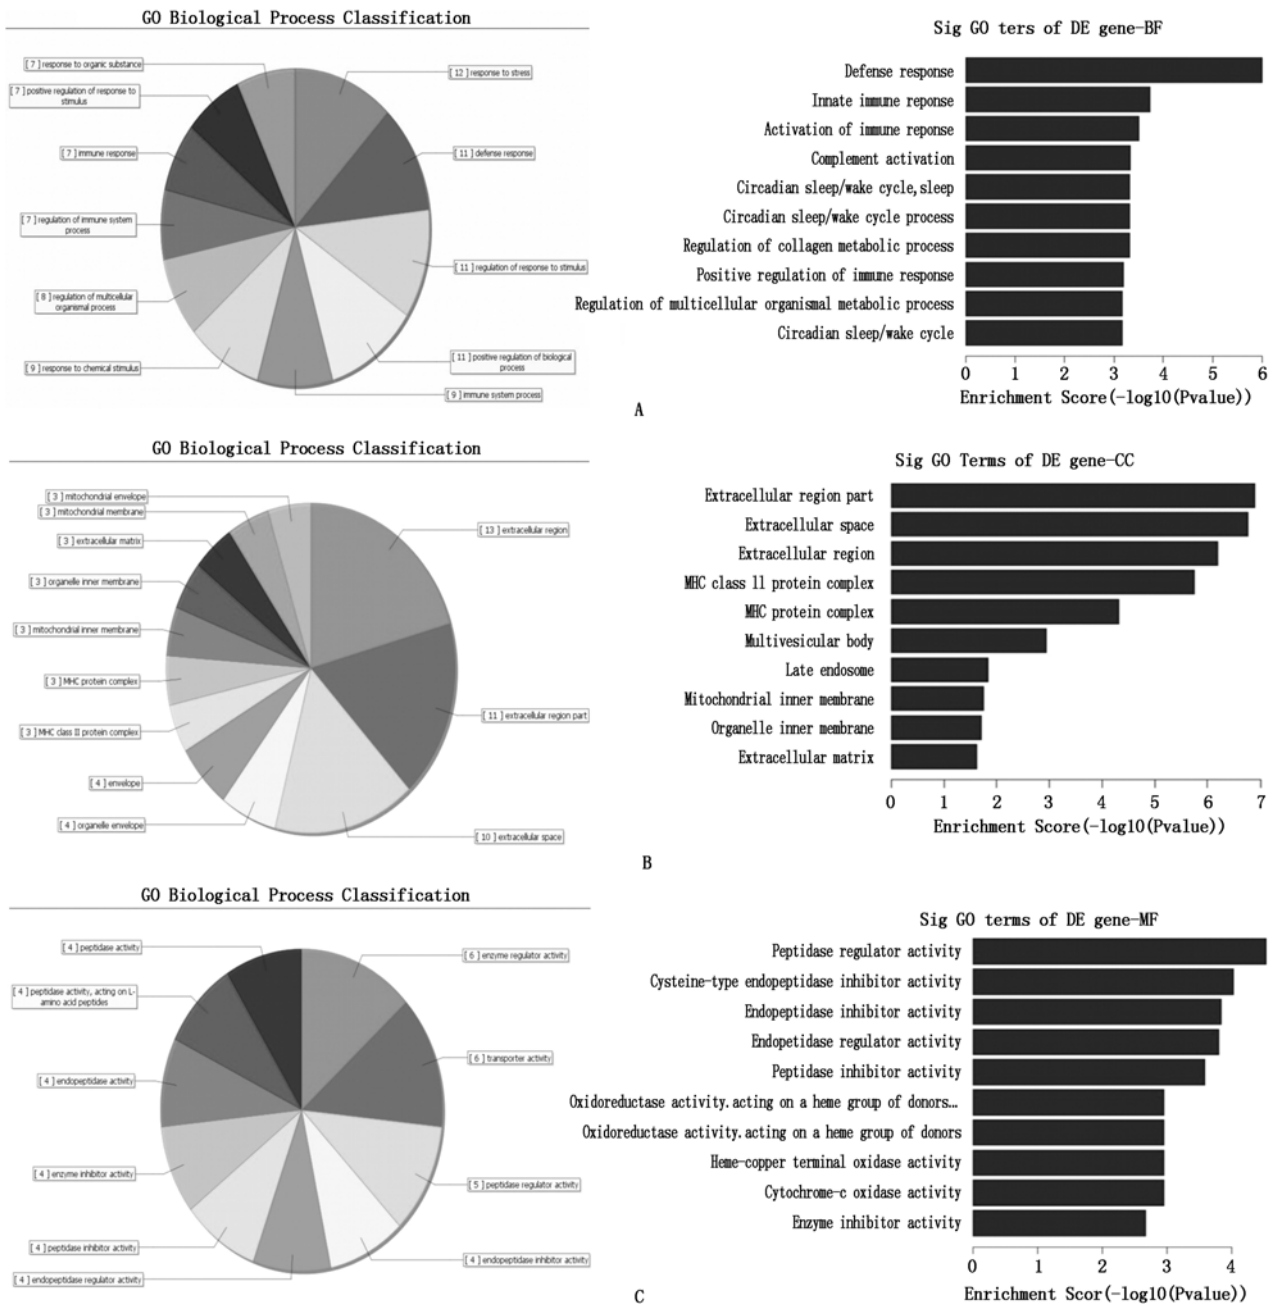 GO Biological Process Classification
[ 7 ] response to organic substance
[ 12 ] response to stress
[ 7 ] positive regulation of response to
stimulus
[ 7 ] immune response
[ 11 ] defense response
[ 7 ] regulation of immune system
process
[ 11 ] regulation of response to stimulus
[ 8 ] regulation of multicellular
organismal process
[ 9 ] response to chemical stimulus
[ 11 ] positive regulation of biological
process
[ 9 ] immune system process
Sig GO ters of DE gene-BF
Defense response
Innate immune reponse
Activation of immune reponse
Complement activation
Circadian sleep/wake cycle,sleep
Circadian sleep/wake cycle process
Regulation of collagen metabolic process
Positive regulation of immune response
Regulation of multicellular organismal metabolic process
Circadian sleep/wake cycle
0 1 2 3 4 5 6
Enrichment Score(-log10(Pvalue))
A
GO Biological Process Classification
[ 3 ] mitochondrial envelope
[ 3 ] mitochondrial membrane
[ 13 ] extracellular region
[ 3 ] extracellular matrix
[ 3 ] organelle inner membrane
[ 3 ] mitochondrial inner membrane
[ 3 ] MHC protein complex
[ 11 ] extracellular region part
[ 3 ] MHC class II protein complex
[ 4 ] envelope
[ 4 ] organelle envelope
[ 10 ] extracellular space
Sig GO Terms of DE gene-CC
Extracellular region part
Extracellular space
Extracellular region
MHC class ll protein complex
MHC protein complex
Multivesicular body
Late endosome
Mitochondrial inner membrane
Organelle inner membrane
Extracellular matrix
0 1 2 3 4 5 6 7
Enrichment Score(-log10(Pvalue))
B
GO Biological Process Classification
[ 4 ] peptidase activity
[ 6 ] enzyme regulator activity
[ 4 ] peptidase activity, acting on L-
amino acid peptides
[ 6 ] transporter activity
[ 4 ] endopeptidase activity
[ 4 ] enzyme inhibitor activity
[ 5 ] peptidase regulator activity
[ 4 ] peptidase inhibitor activity
[ 4 ] endopeptidase inhibitor activity
[ 4 ] endopeptidase regulator activity
Sig GO terms of DE gene-MF
Peptidase regulator activity
Cysteine-type endopeptidase inhibitor activity
Endopeptidase inhibitor activity
Endopetidase regulator activity
Peptidase inhibitor activity
Oxidoreductase activity.acting on a heme group of donors...
Oxidoreductase activity.acting on a heme group of donors
Heme-copper terminal oxidase activity
Cytochrome-c oxidase activity
Enzyme inhibitor activity
0 1 2 3 4
Enrichment Scor(-log10(Pvalue))
C